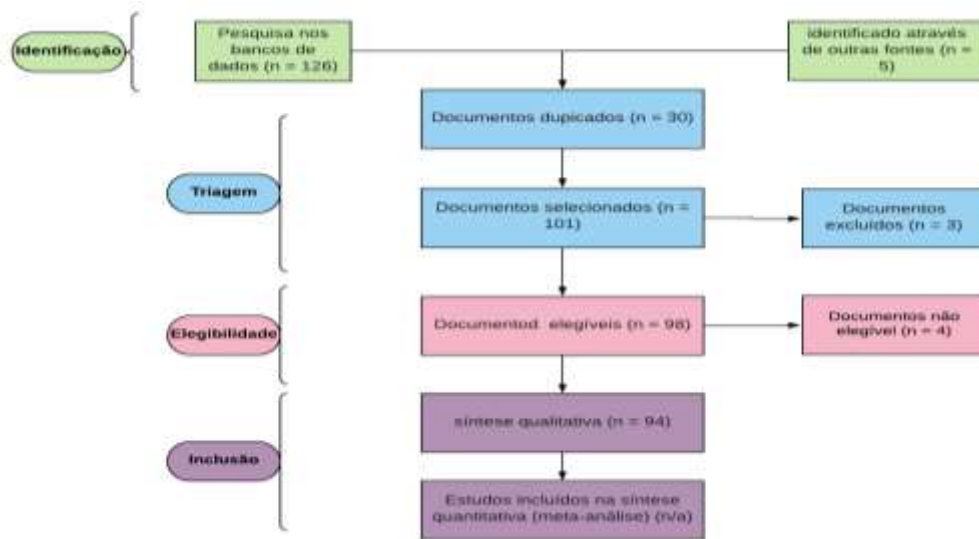 Identificação
Pesquisa nos
bancos de
dados (n = 126)
identificado através
de outras fontes (n =
5)
Documentos dupicados (n = 30)
Triagem
Documentos selecionados (n =
101)
Documentos
excluídos (n = 3)
Elegibilidade
Documentod elegíveis (n = 98)
Documentos não
elegível (n = 4)
síntese qualitativa (n = 94)
Inclusão
Estudos incluídos na síntese
quantitativa (meta-análise) (n/a)